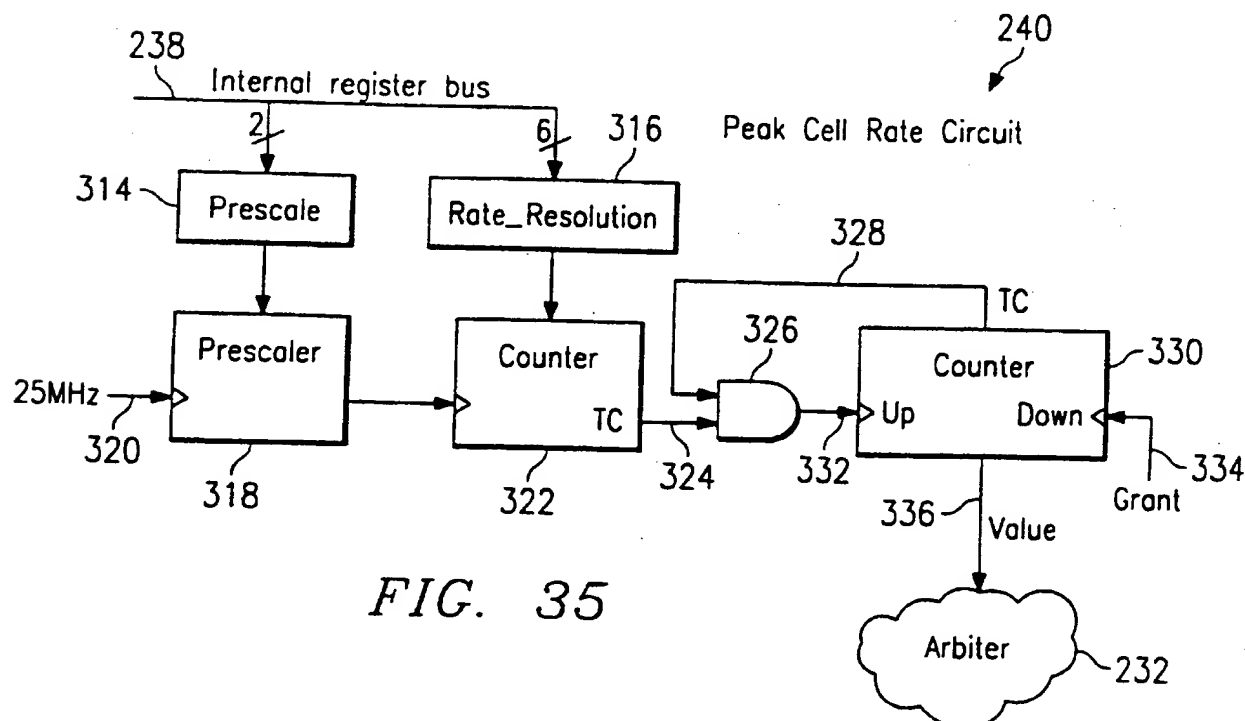 240
238
Internal register bus
2
6
316
Peak Cell Rate Circuit
314
Prescale
Rate_Resolution
328
TC
326
Prescaler
Counter
Counter
330
25MHz
TC
Up
Down
320
324
332
334
318
322
336
Grant
Value
FIG. 35
Arbiter
232